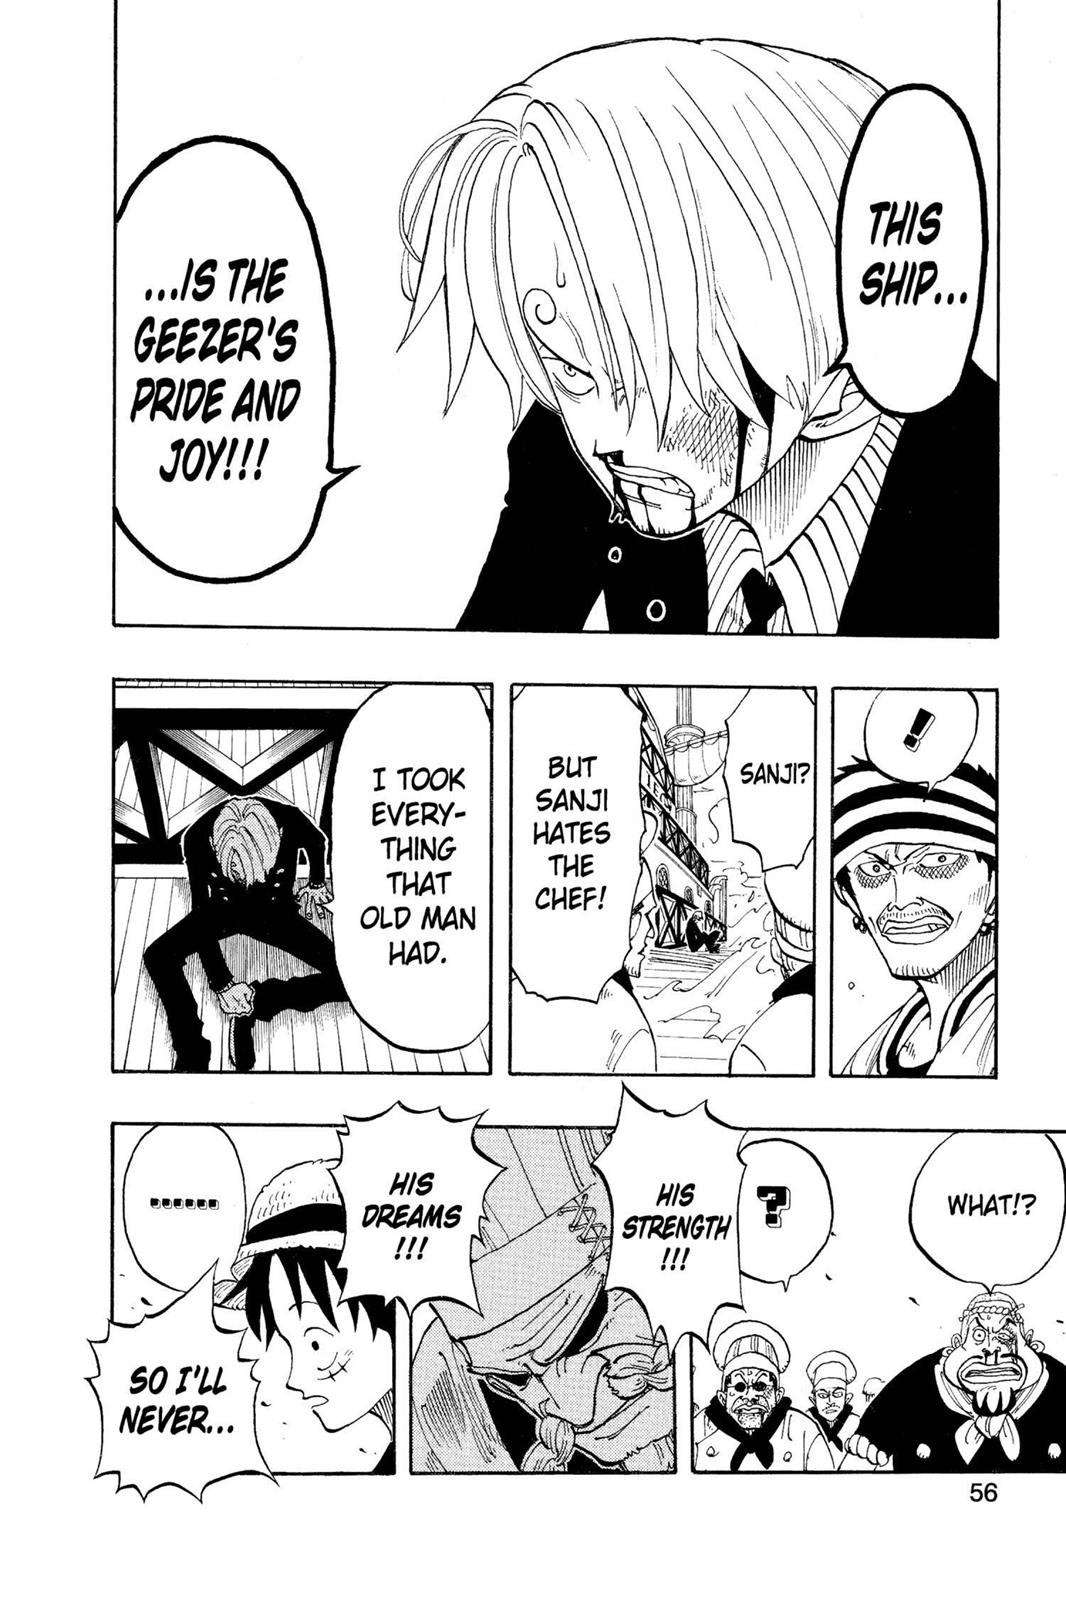 THIS
SHIP...
...IS THE
GEEZER'S
PRIDE AND
JOY!!!
!
SANJI?
BUT
SANJI
HATES
THE
CHEF!
I TOOK
EVERY-
THING
THAT
OLD MAN
HAD.
WHAT!?
?
HIS
STRENGTH
!!!
HIS
DREAMS
!!!
......
SO I'LL
NEVER...
56